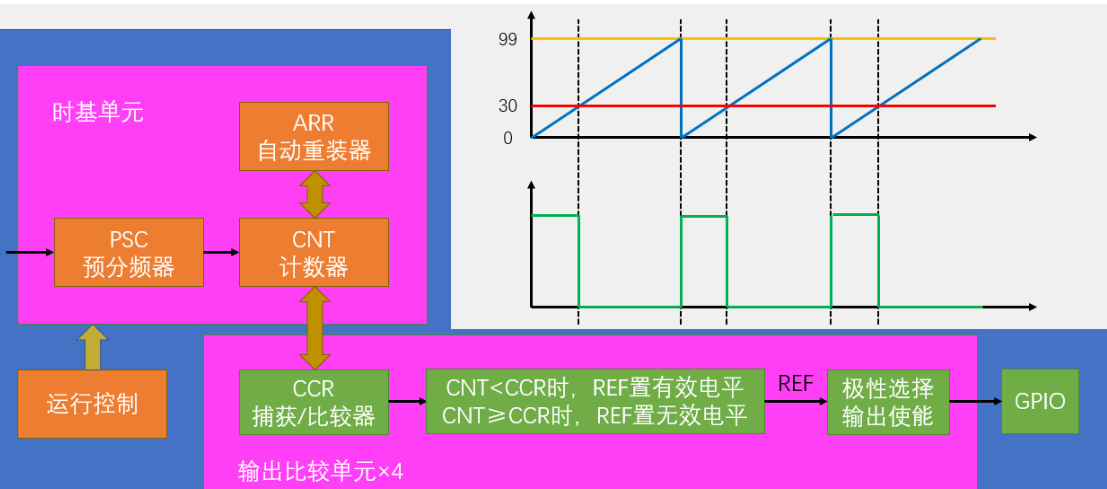 时基单元
ARR
自动重装器
PSC
预分频器
CNT
计数器
运行控制
99
30
0
CCR
捕获/比较器
CNT<CCR时，REF置有效电平
CNT≥CCR时，REF置无效电平
REF
极性选择
输出使能
GPIO
输出比较单元×4